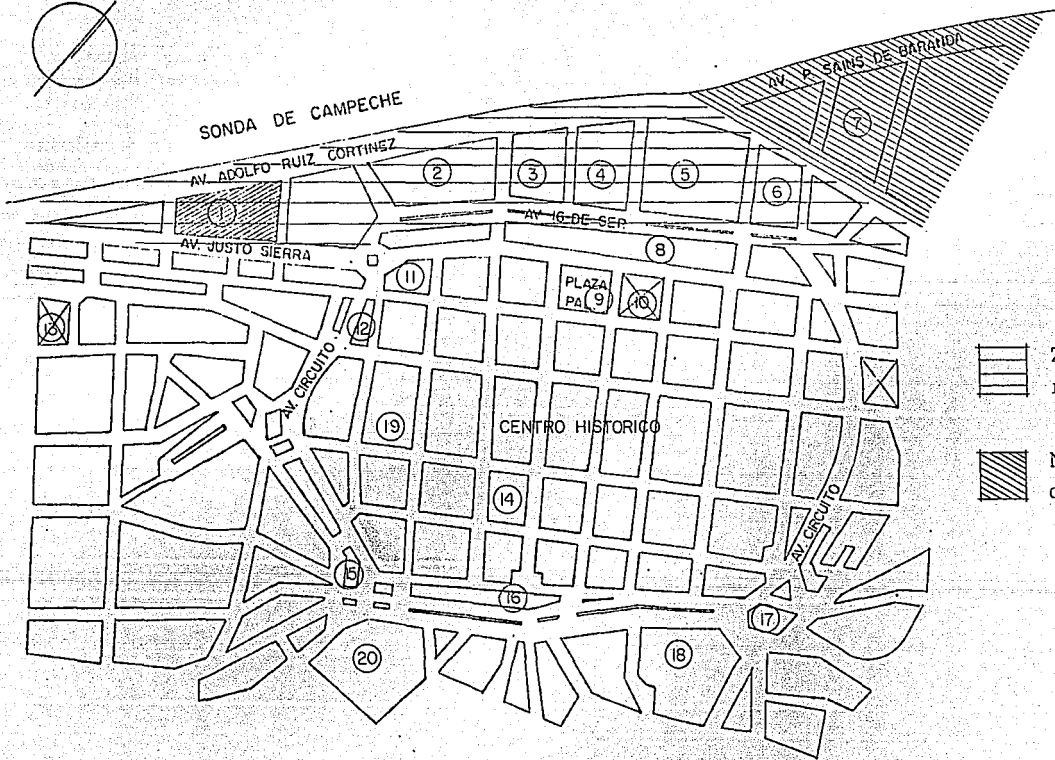 SONDA DE CAMPECHE
AV. P. SAINS DE BARANDA
AV. ADOLFO RUIZ CORTINEZ
7
2
3
4
5
6
1
AV 16 DE SEP.
AV. JUSTO SIERRA
8
11
PLAZA
PA
9
10
13
12
AV. CIRCUITO
19
CENTRO HISTORICO
14
AV. CIRCUITO
15
16
17
20
18